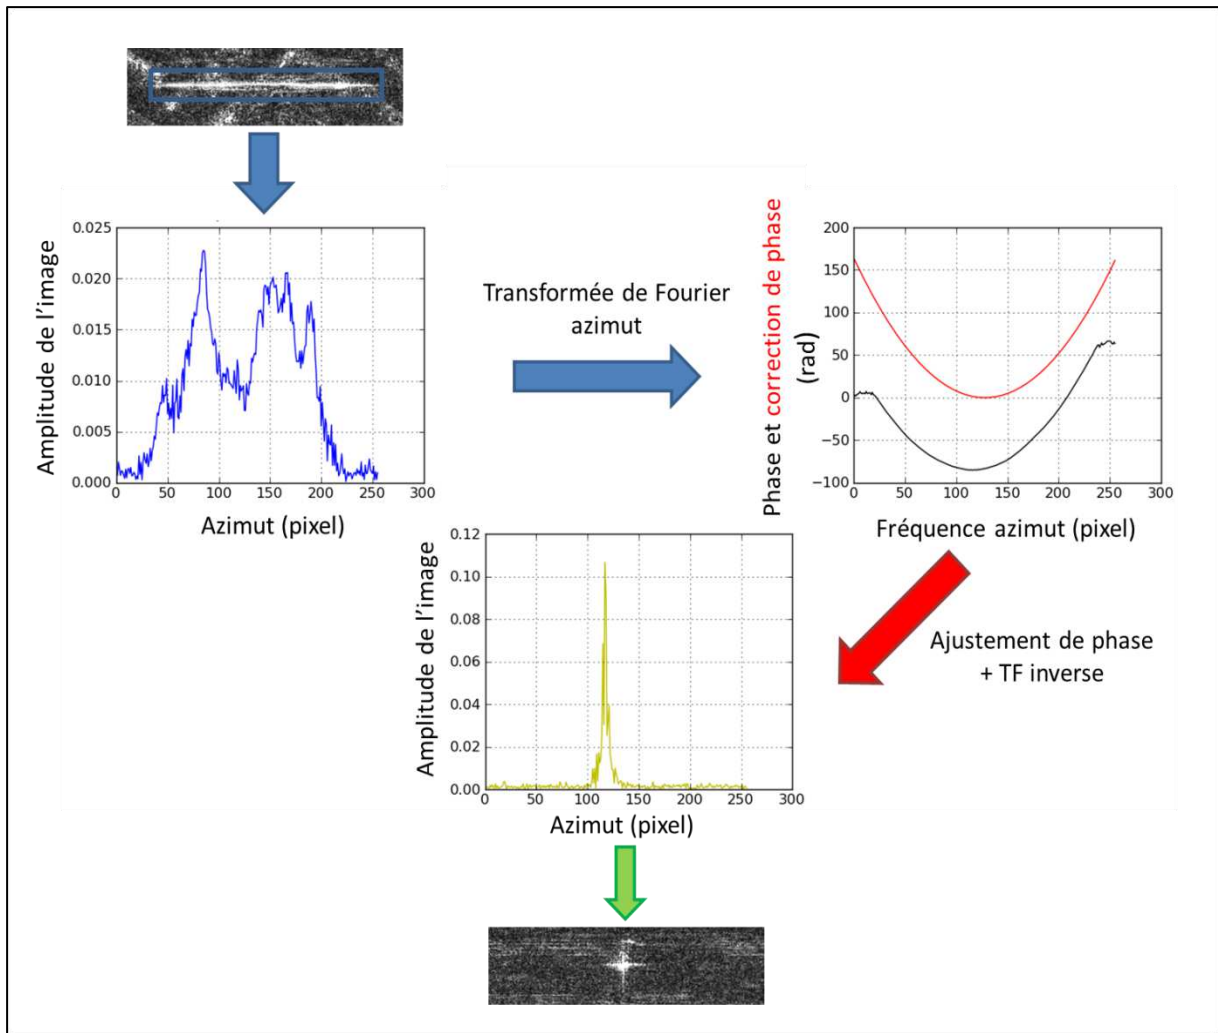 Amplitude de l’image
0.025
0.020
0.015
0.010
0.005
0.000
0 50 100 150 200 250 300
Azimut (pixel)
Transformée de Fourier
azimut
Phase et correction de phase
(rad)
200
150
100
50
0
−50
−100
0 50 100 150 200 250 300
Fréquence azimut (pixel)
Ajustement de phase
+ TF inverse
Amplitude de l’image
0.12
0.10
0.08
0.06
0.04
0.02
0.00
0 50 100 150 200 250 300
Azimut (pixel)